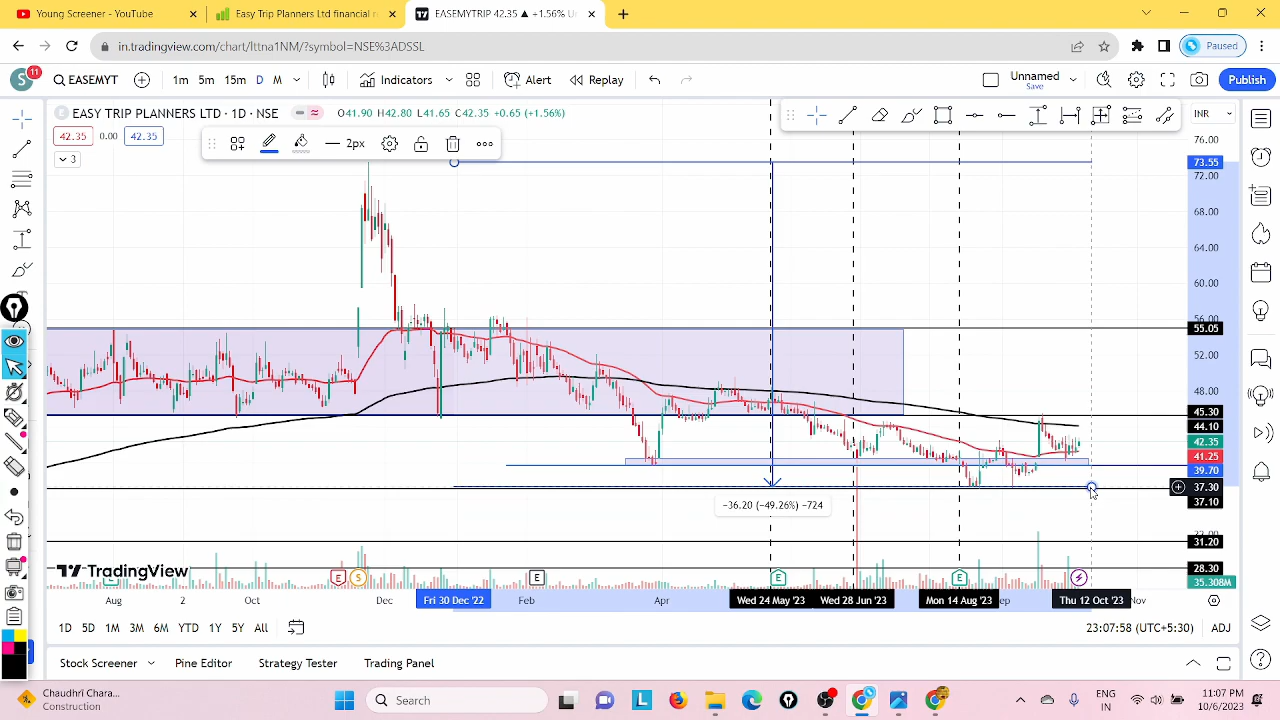 Young Screener - YouTube
Easy Trip Planners Ltd financial r
EASEMYTRIP 42.35 ▲ +1.56% U
in.tradingview.com/chart/lttna1NM/?symbol=NSE%3ADSSL
Paused
S
11
EASEMYT
1m 5m 15m D M
Indicators
Alert
Replay
Unnamed
Save
Publish
EASY TRIP PLANNERS LTD · 1D · NSE
O41.90 H42.80 L41.65 C42.35 +0.65 (+1.56%)
INR
42.35 0.00 42.35
2px
3
76.00
73.55
72.00
68.00
64.00
60.00
56.00
55.05
52.00
48.00
45.30
44.10
42.35
41.25
39.70
37.30
37.10
31.20
28.30
35.308M
−36.20 (−49.26%) −724
TradingView
E
E
S
E
E
E
Aug 2 Oct Dec Fri 30 Dec '22 Feb Apr Wed 24 May '23 Wed 28 Jun '23 Mon 14 Aug '23 Thu 12 Oct '23 Nov
1D 5D 1M 3M 6M YTD 1Y 5Y All
23:07:58 (UTC+5:30) ADJ
Stock Screener Pine Editor Strategy Tester Trading Panel
Chaudhri Chara...
Construction
Search
ENG
IN
11:07 PM
10/6/2023